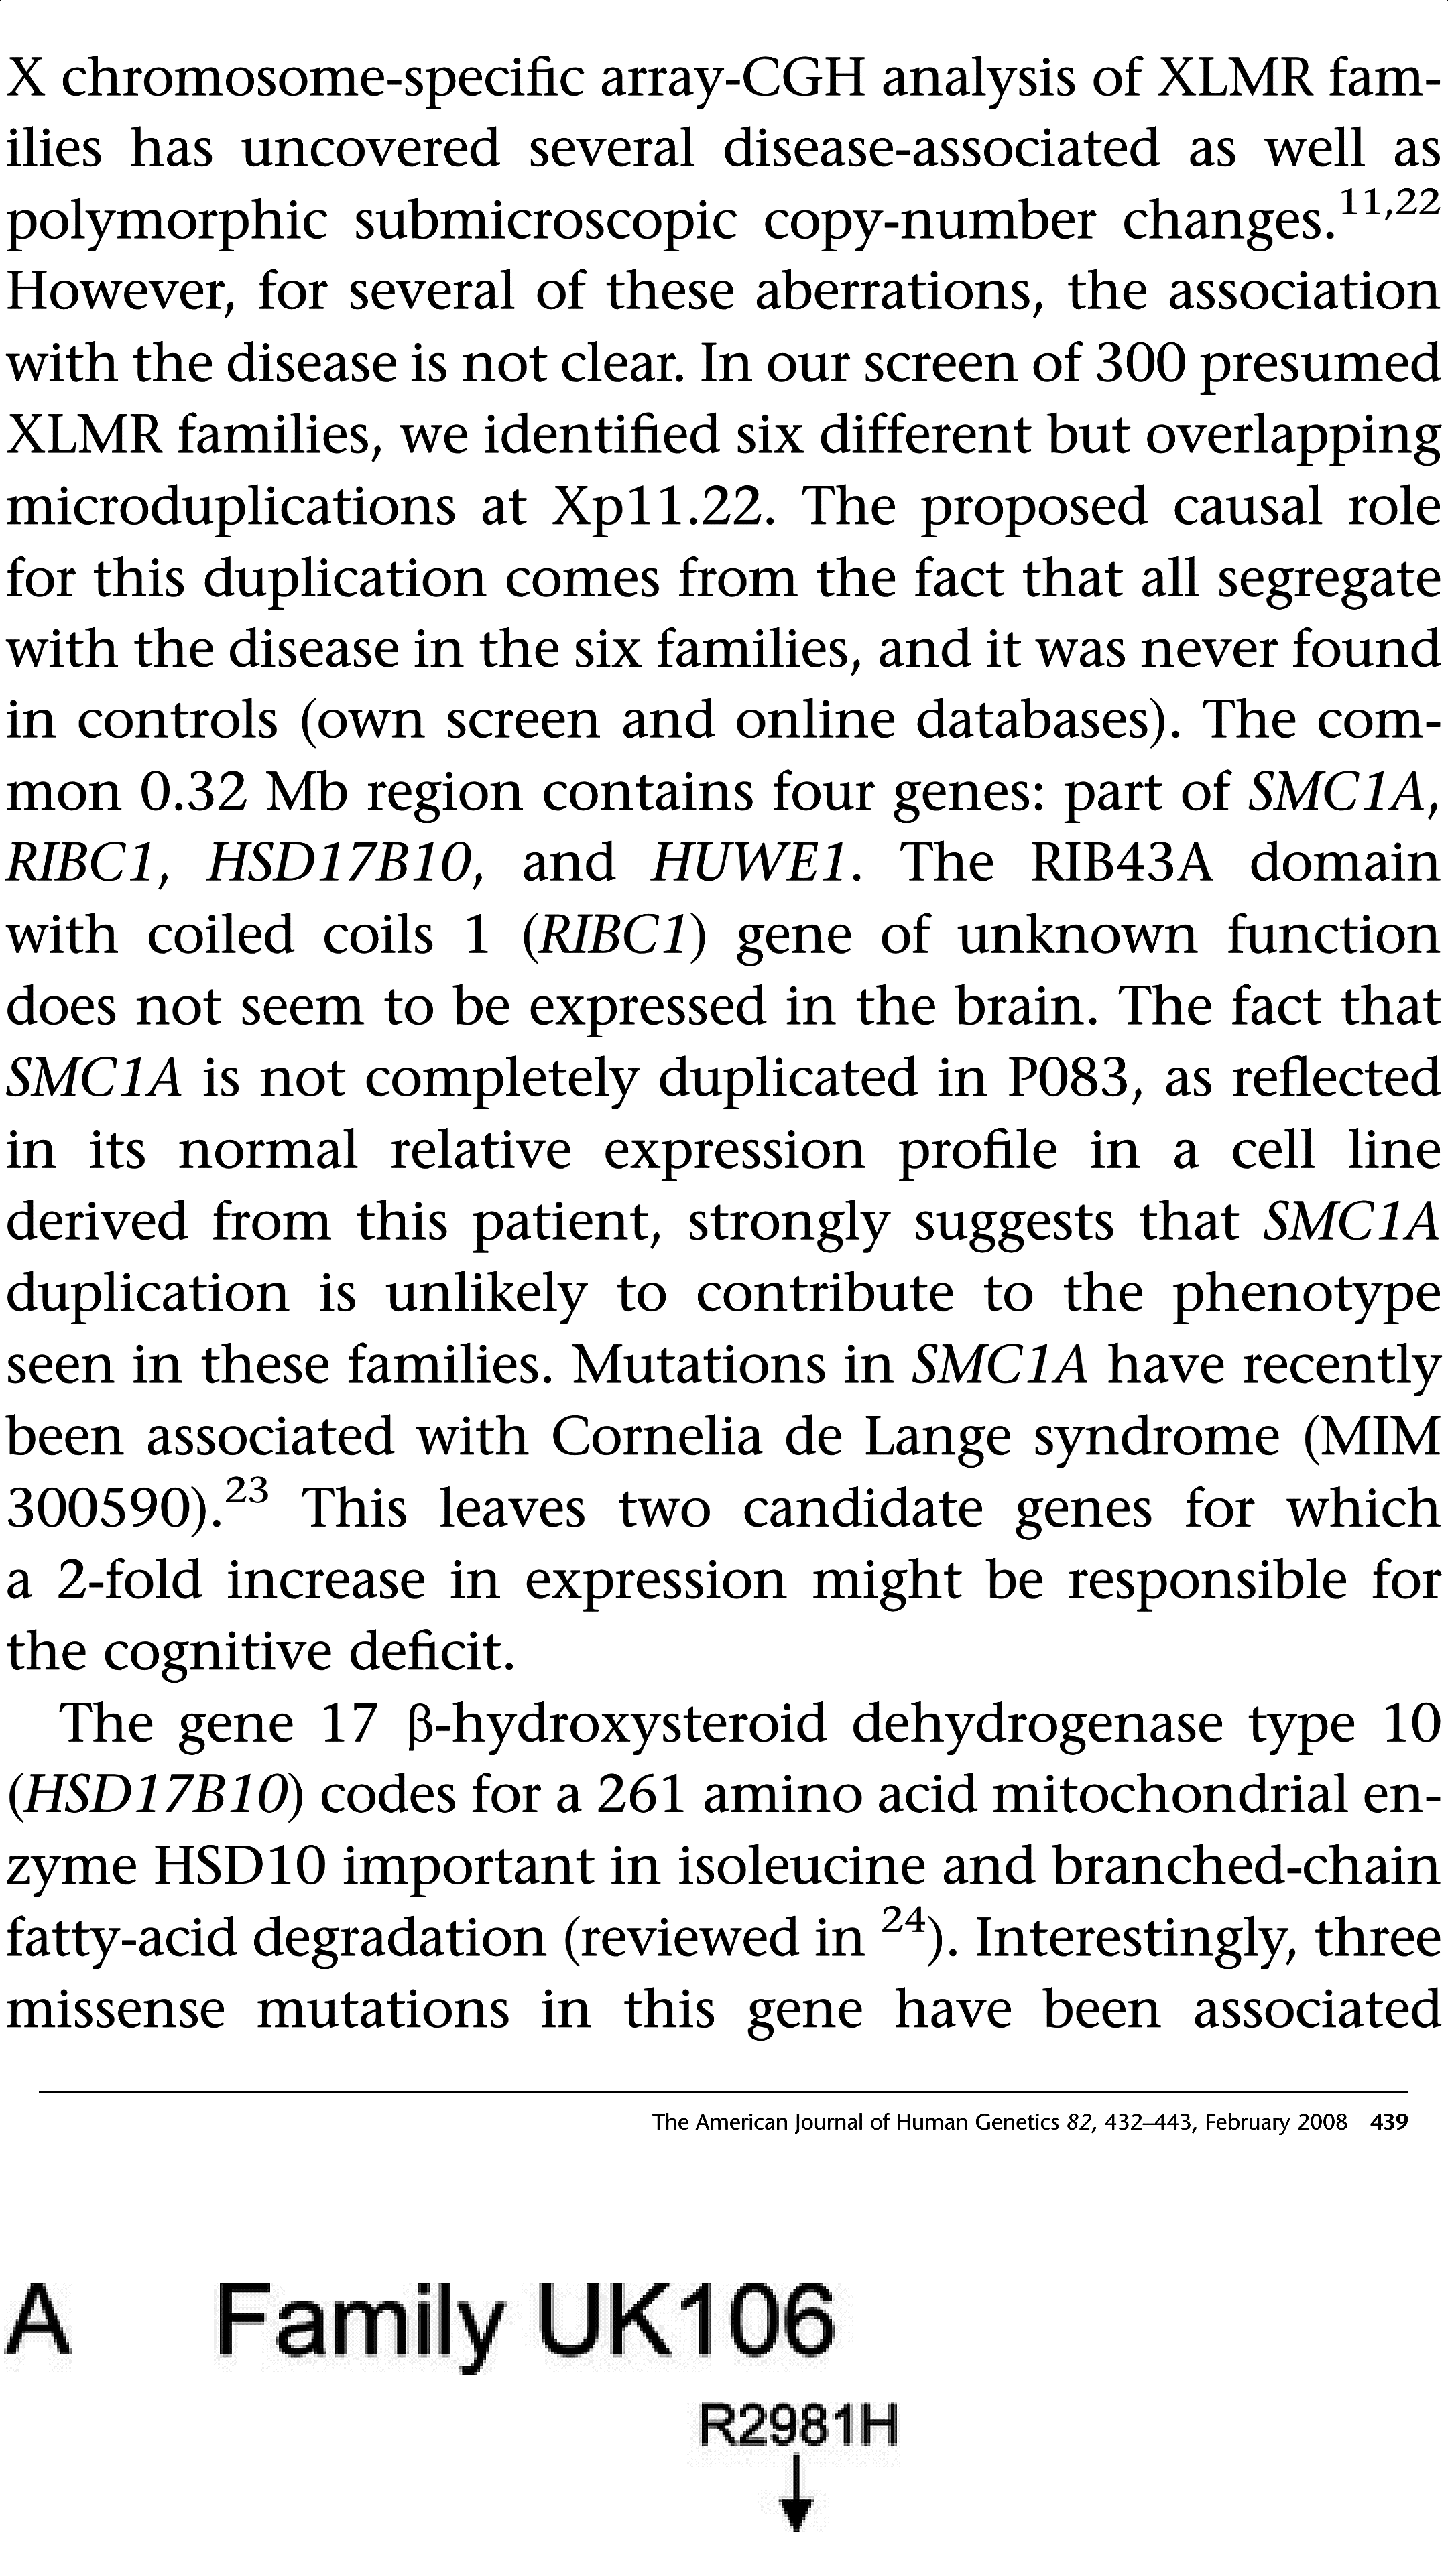 X chromosome-specific array-CGH analysis of XLMR fam-
ilies has uncovered several disease-associated as well as
polymorphic submicroscopic copy-number changes.11,22
However, for several of these aberrations, the association
with the disease is not clear. In our screen of 300 presumed
XLMR families, we identified six different but overlapping
microduplications at Xp11.22. The proposed causal role
for this duplication comes from the fact that all segregate
with the disease in the six families, and it was never found
in controls (own screen and online databases). The com-
mon 0.32 Mb region contains four genes: part of SMC1A,
RIBC1, HSD17B10, and HUWE1. The RIB43A domain
with coiled coils 1 (RIBC1) gene of unknown function
does not seem to be expressed in the brain. The fact that
SMC1A is not completely duplicated in P083, as reflected
in its normal relative expression profile in a cell line
derived from this patient, strongly suggests that SMC1A
duplication is unlikely to contribute to the phenotype
seen in these families. Mutations in SMC1A have recently
been associated with Cornelia de Lange syndrome (MIM
300590).23 This leaves two candidate genes for which
a 2-fold increase in expression might be responsible for
the cognitive deficit.
The gene 17 β-hydroxysteroid dehydrogenase type 10
(HSD17B10) codes for a 261 amino acid mitochondrial en-
zyme HSD10 important in isoleucine and branched-chain
fatty-acid degradation (reviewed in 24). Interestingly, three
missense mutations in this gene have been associated
The American Journal of Human Genetics 82, 432–443, February 2008 439
A Family UK106
R2981H